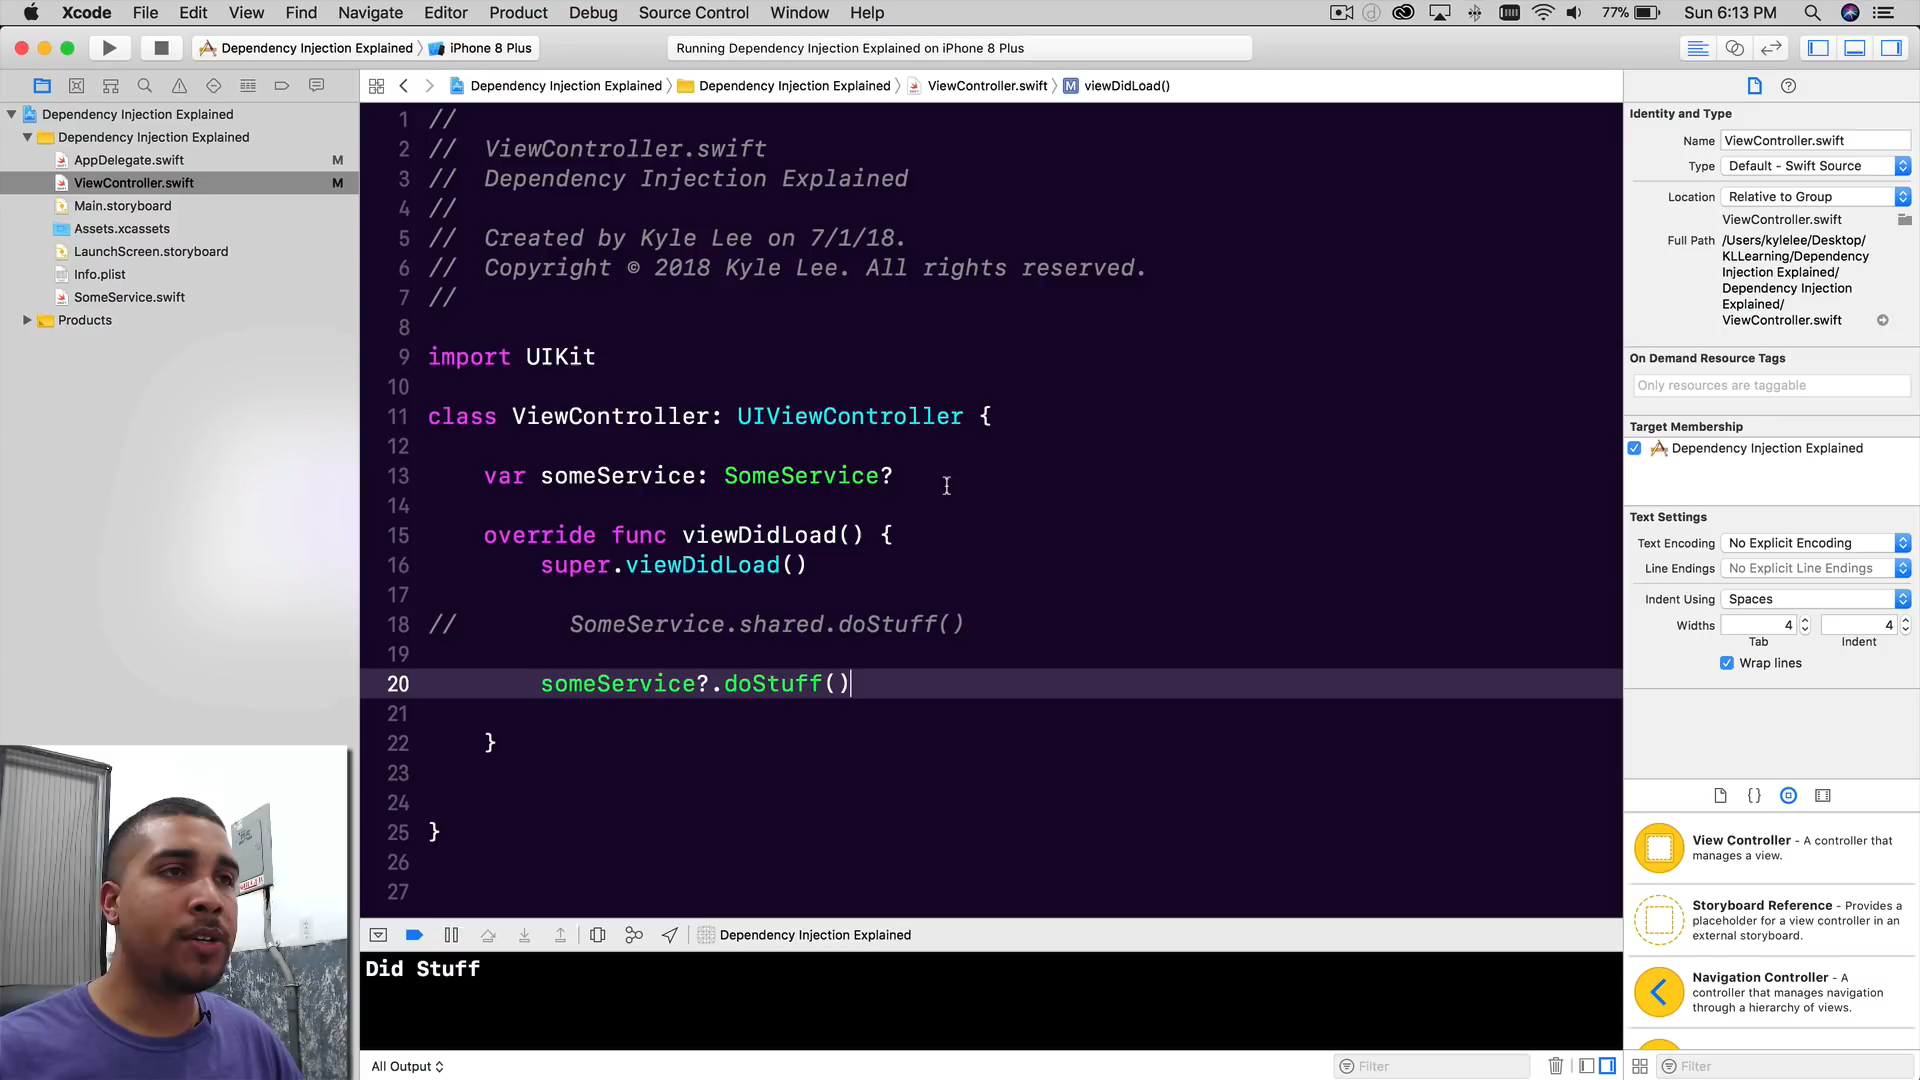 Xcode File Edit View Find Navigate Editor Product Debug Source Control Window Help 77% Sun 6:13 PM
Dependency Injection Explained iPhone 8 Plus Running Dependency Injection Explained on iPhone 8 Plus
Dependency Injection Explained Dependency Injection Explained ViewController.swift M viewDidLoad()
Dependency Injection Explained
Dependency Injection Explained
AppDelegate.swift M
ViewController.swift M
Main.storyboard
Assets.xcassets
LaunchScreen.storyboard
Info.plist
SomeService.swift
Products
1 //
2 // ViewController.swift
3 // Dependency Injection Explained
4 //
5 // Created by Kyle Lee on 7/1/18.
6 // Copyright © 2018 Kyle Lee. All rights reserved.
7 //
8
9 import UIKit
10
11 class ViewController: UIViewController {
12
13 var someService: SomeService?
14
15 override func viewDidLoad() {
16 super.viewDidLoad()
17
18 // SomeService.shared.doStuff()
19
20 someService?.doStuff()
21
22 }
23
24
25 }
26
27
Dependency Injection Explained
Did Stuff
All Output
Filter
Identity and Type
Name ViewController.swift
Type Default - Swift Source
Location Relative to Group
ViewController.swift
Full Path /Users/kylelee/Desktop/
KLLearning/Dependency
Injection Explained/
Dependency Injection
Explained/
ViewController.swift
On Demand Resource Tags
Only resources are taggable
Target Membership
Dependency Injection Explained
Text Settings
Text Encoding No Explicit Encoding
Line Endings No Explicit Line Endings
Indent Using Spaces
Widths 4 4
Tab Indent
Wrap lines
View Controller - A controller that
manages a view.
Storyboard Reference - Provides a
placeholder for a view controller in an
external storyboard.
Navigation Controller - A
controller that manages navigation
through a hierarchy of views.
Filter